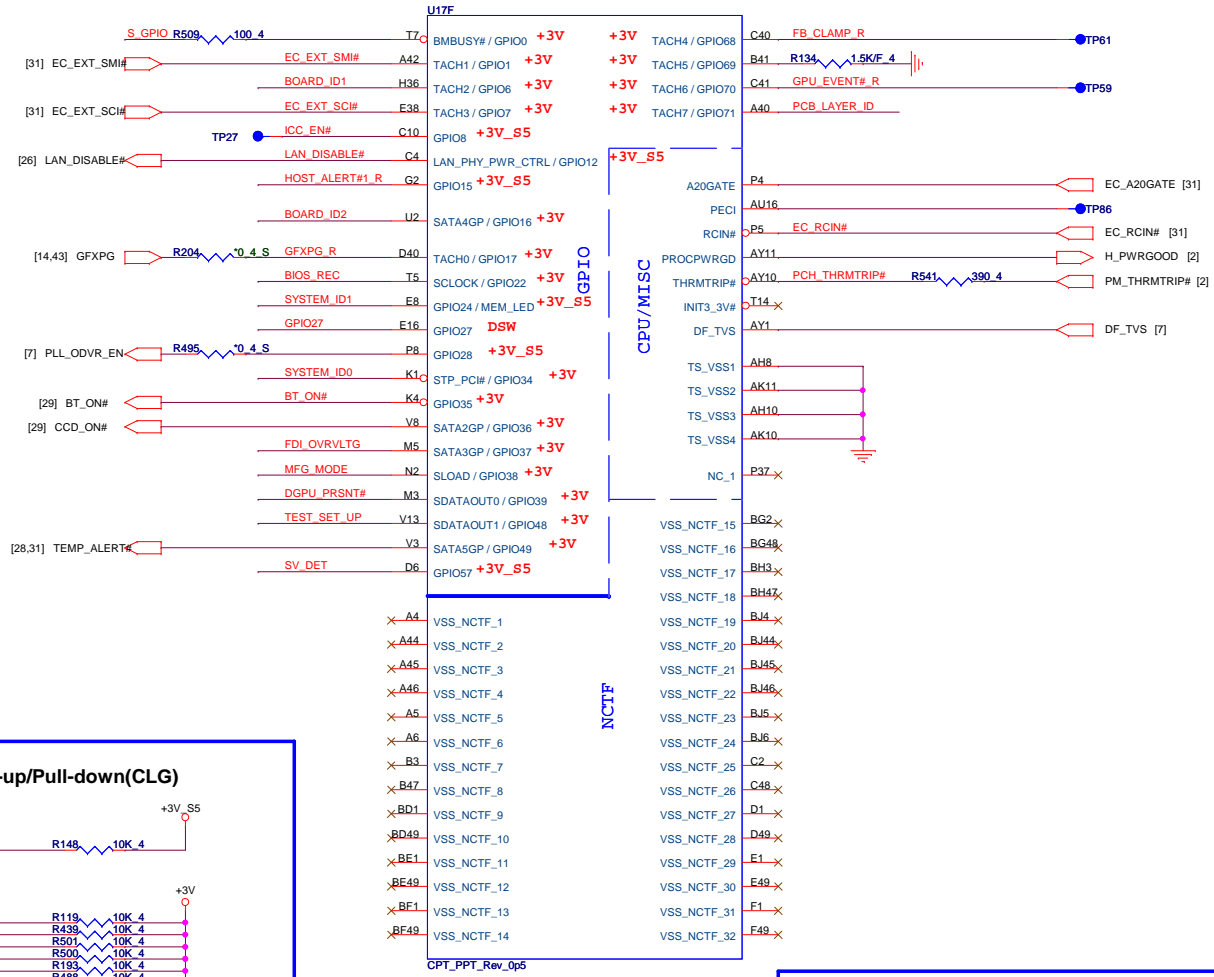 U17F
S_GPIO R509 100_4 T7 BMBUSY# / GPIO0 +3V +3V TACH4 / GPIO68 C40 FB_CLAMP_R TP61
[31] EC_EXT_SMI# EC_EXT_SMI# A42 TACH1 / GPIO1 +3V +3V TACH5 / GPIO69 B41 R134 1.5K/F_4
BOARD_ID1 H36 TACH2 / GPIO6 +3V +3V TACH6 / GPIO70 C41 GPU_EVENT#_R TP59
[31] EC_EXT_SCI# EC_EXT_SCI# E38 TACH3 / GPIO7 +3V +3V TACH7 / GPIO71 A40 PCB_LAYER_ID
TP27 ICC_EN# C10 GPIO8 +3V_S5
[26] LAN_DISABLE# LAN_DISABLE# C4 LAN_PHY_PWR_CTRL / GPIO12 +3V_S5
HOST_ALERT#1_R G2 GPIO15 +3V_S5 A20GATE P4 EC_A20GATE [31]
PECI AU16 TP86
BOARD_ID2 U2 SATA4GP / GPIO16 +3V
RCIN# P5 EC_RCIN# EC_RCIN# [31]
[14,43] GFXPG R204 *0_4_S GFXPG_R D40 TACH0 / GPIO17 +3V PROCPWRGD AY11 H_PWRGOOD [2]
BIOS_REC T5 SCLOCK / GPIO22 +3V THRMTRIP# AY10 PCH_THRMTRIP# R541 390_4 PM_THRMTRIP# [2]
GPIO
CPU/MISC
SYSTEM_ID1 E8 GPIO24 / MEM_LED +3V_S5 INIT3_3V# T14
GPIO27 E16 GPIO27 DSW DF_TVS AY1 DF_TVS [7]
[7] PLL_ODVR_EN R495 *0_4_S P8 GPIO28 +3V_S5
TS_VSS1 AH8
SYSTEM_ID0 K1 STP_PCI# / GPIO34 +3V
TS_VSS2 AK11
[29] BT_ON# BT_ON# K4 GPIO35 +3V
TS_VSS3 AH10
[29] CCD_ON# V8 SATA2GP / GPIO36 +3V
TS_VSS4 AK10
FDI_OVRVLTG M5 SATA3GP / GPIO37 +3V
MFG_MODE N2 SLOAD / GPIO38 +3V NC_1 P37
DGPU_PRSNT# M3 SDATAOUT0 / GPIO39 +3V
TEST_SET_UP V13 SDATAOUT1 / GPIO48 +3V VSS_NCTF_15 BG2
[28,31] TEMP_ALERT# V3 SATA5GP / GPIO49 +3V VSS_NCTF_16 BG48
SV_DET D6 GPIO57 +3V_S5 VSS_NCTF_17 BH3
VSS_NCTF_18 BH47
A4 VSS_NCTF_1 VSS_NCTF_19 BJ4
A44 VSS_NCTF_2 VSS_NCTF_20 BJ44
A45 VSS_NCTF_3 VSS_NCTF_21 BJ45
A46 VSS_NCTF_4 VSS_NCTF_22 BJ46
NCTF
A5 VSS_NCTF_5 VSS_NCTF_23 BJ5
A6 VSS_NCTF_6 VSS_NCTF_24 BJ6
B3 VSS_NCTF_7 VSS_NCTF_25 C2
B47 VSS_NCTF_8 VSS_NCTF_26 C48
BD1 VSS_NCTF_9 VSS_NCTF_27 D1
BD49 VSS_NCTF_10 VSS_NCTF_28 D49
BE1 VSS_NCTF_11 VSS_NCTF_29 E1
BE49 VSS_NCTF_12 VSS_NCTF_30 E49
BF1 VSS_NCTF_13 VSS_NCTF_31 F1
BF49 VSS_NCTF_14 VSS_NCTF_32 F49
CPT_PPT_Rev_0p5
-up/Pull-down(CLG)
+3V_S5
R148 10K_4
+3V
R119 10K_4
R439 10K_4
R501 10K_4
R500 10K_4
R193 10K_4
R488 10K_4